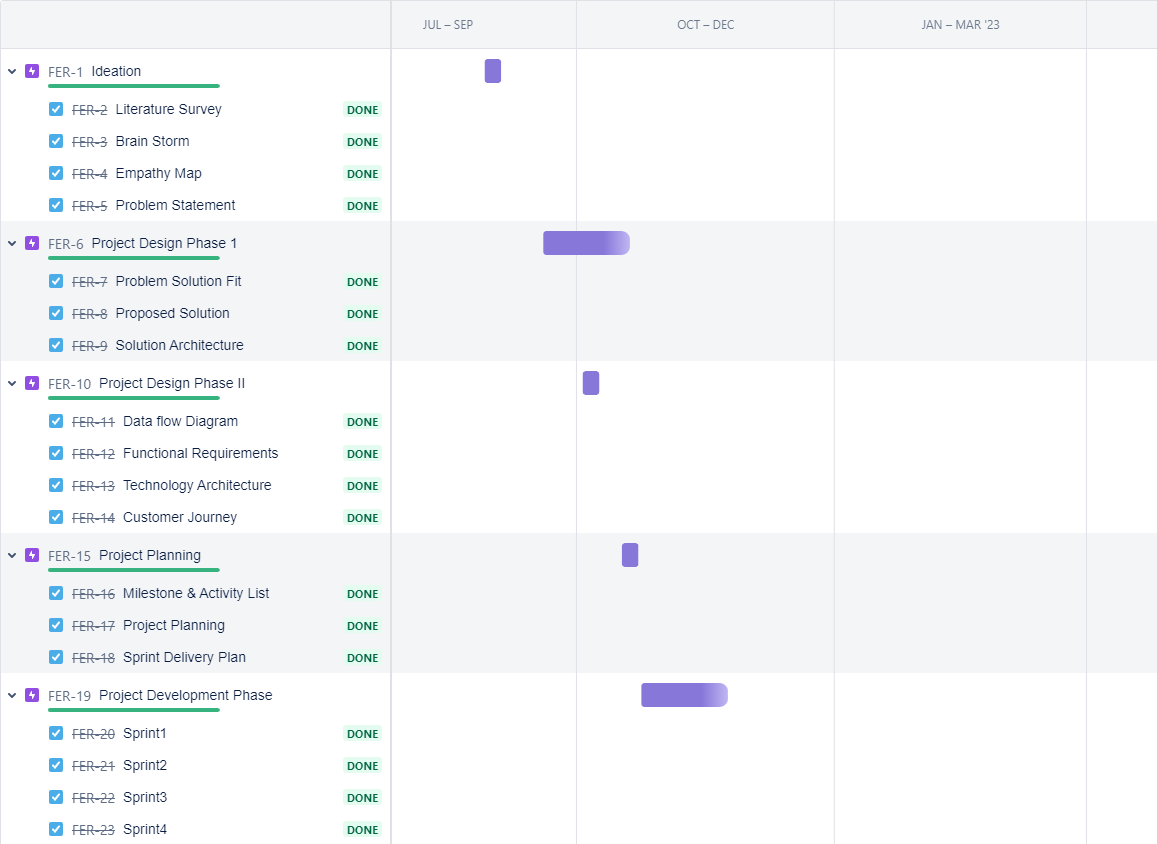 JUL – SEP OCT – DEC JAN – MAR '23
FER-1 Ideation
FER-2 Literature Survey DONE
FER-3 Brain Storm DONE
FER-4 Empathy Map DONE
FER-5 Problem Statement DONE
FER-6 Project Design Phase 1
FER-7 Problem Solution Fit DONE
FER-8 Proposed Solution DONE
FER-9 Solution Architecture DONE
FER-10 Project Design Phase II
FER-11 Data flow Diagram DONE
FER-12 Functional Requirements DONE
FER-13 Technology Architecture DONE
FER-14 Customer Journey DONE
FER-15 Project Planning
FER-16 Milestone & Activity List DONE
FER-17 Project Planning DONE
FER-18 Sprint Delivery Plan DONE
FER-19 Project Development Phase
FER-20 Sprint1 DONE
FER-21 Sprint2 DONE
FER-22 Sprint3 DONE
FER-23 Sprint4 DONE